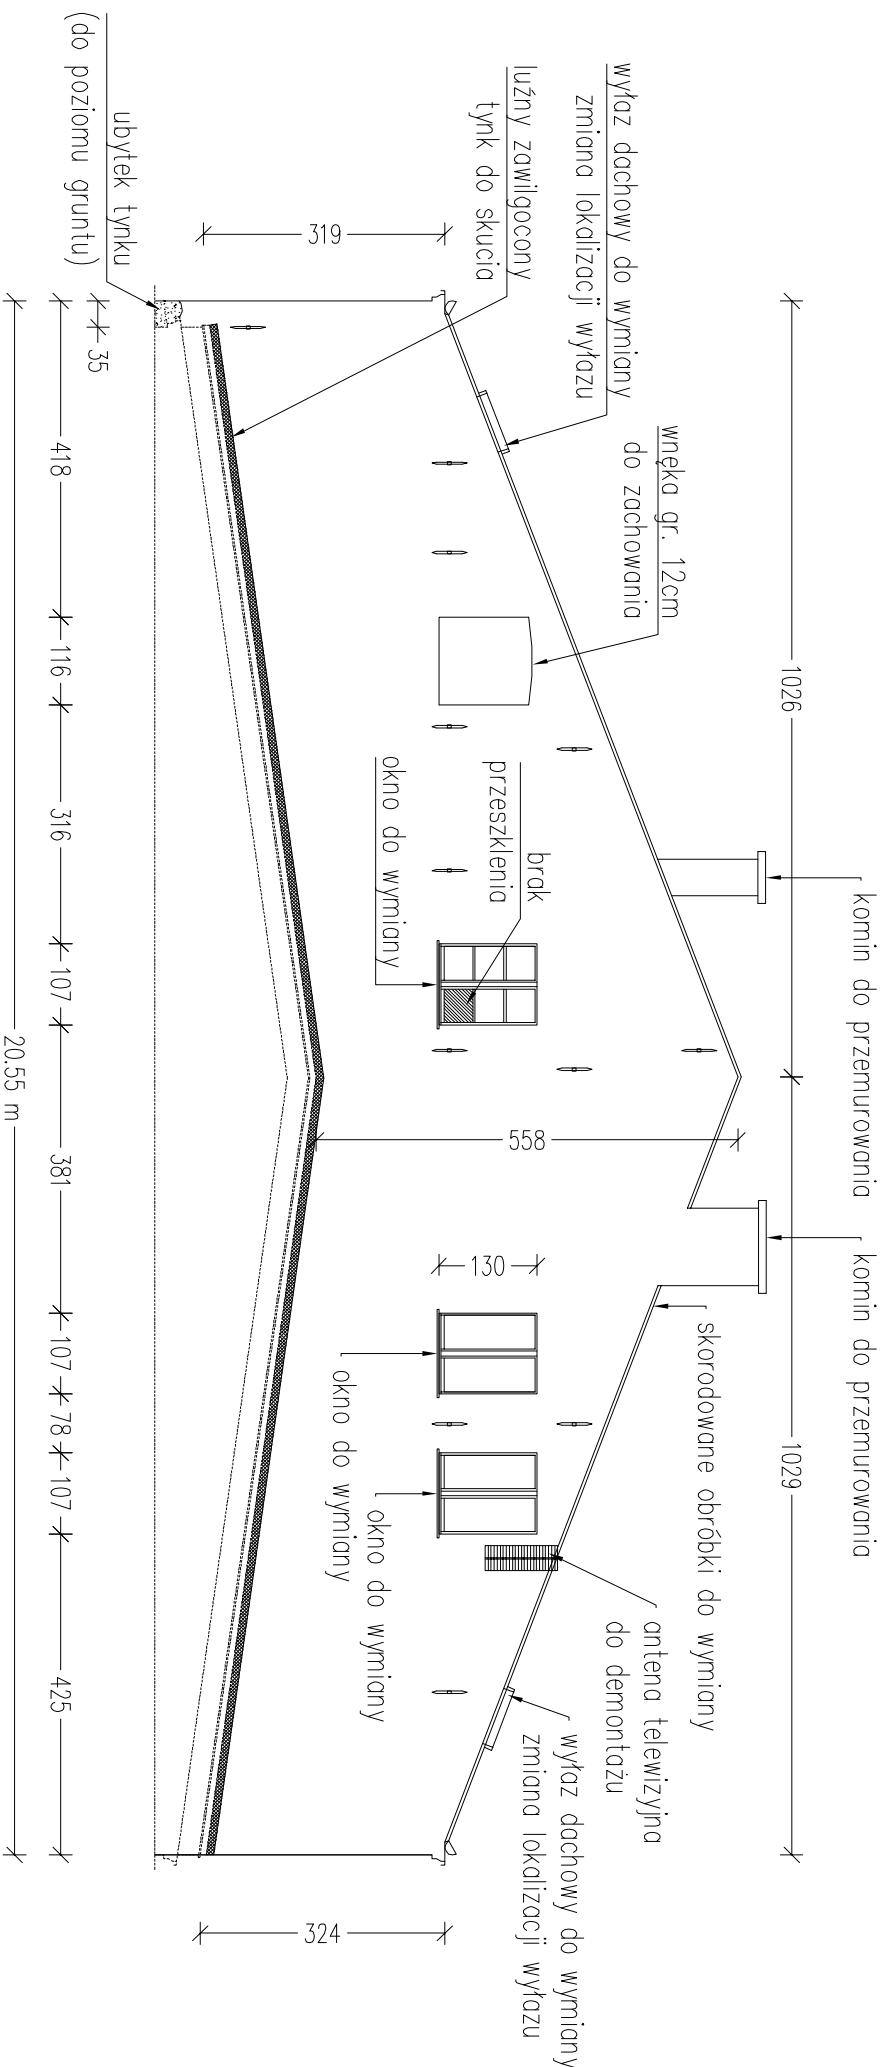 komin do przemurowania
komin do przemurowania
1026
1029
skorodowane obróbki do wymiany
antena telewizyjna
do demontażu
wyłaz dachowy do wymiany
zmiana lokalizacji wyłazu
wyłaz dachowy do wymiany
zmiana lokalizacji wyłazu
wnęka gr. 12cm
do zachowania
luźny zawilgocony
tynk do skucia
brak
przeszklenia
okno do wymiany
okno do wymiany
okno do wymiany
319
558
130
324
ubytek tynku
(do poziomu gruntu)
35
418
116
316
107
381
107
78
107
425
20.55 m